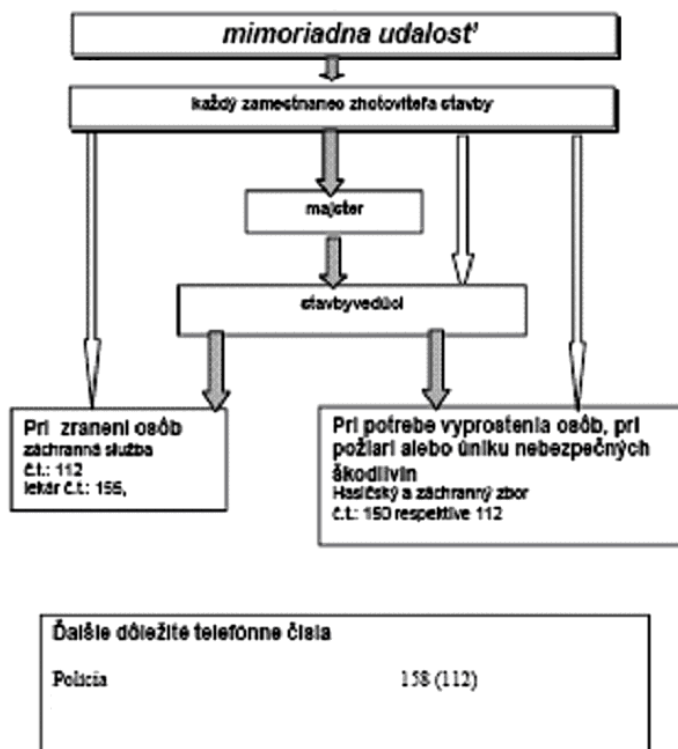 mimoriadna udalosť
každý zamestnanec zhotoviteľa stavby
majster
stavbyvedúci
Pri zranení osôb
záchranná služba
č.t.: 112
lekár č.t.: 155,
Pri potrebe vyprostenia osôb, pri
požiari alebo úniku nebezpečných
škodlivín
Hasičský a záchranný zbor
č.t.: 150 respektíve 112
Ďalšie dôležité telefónne čísla
Polícia 158 (112)